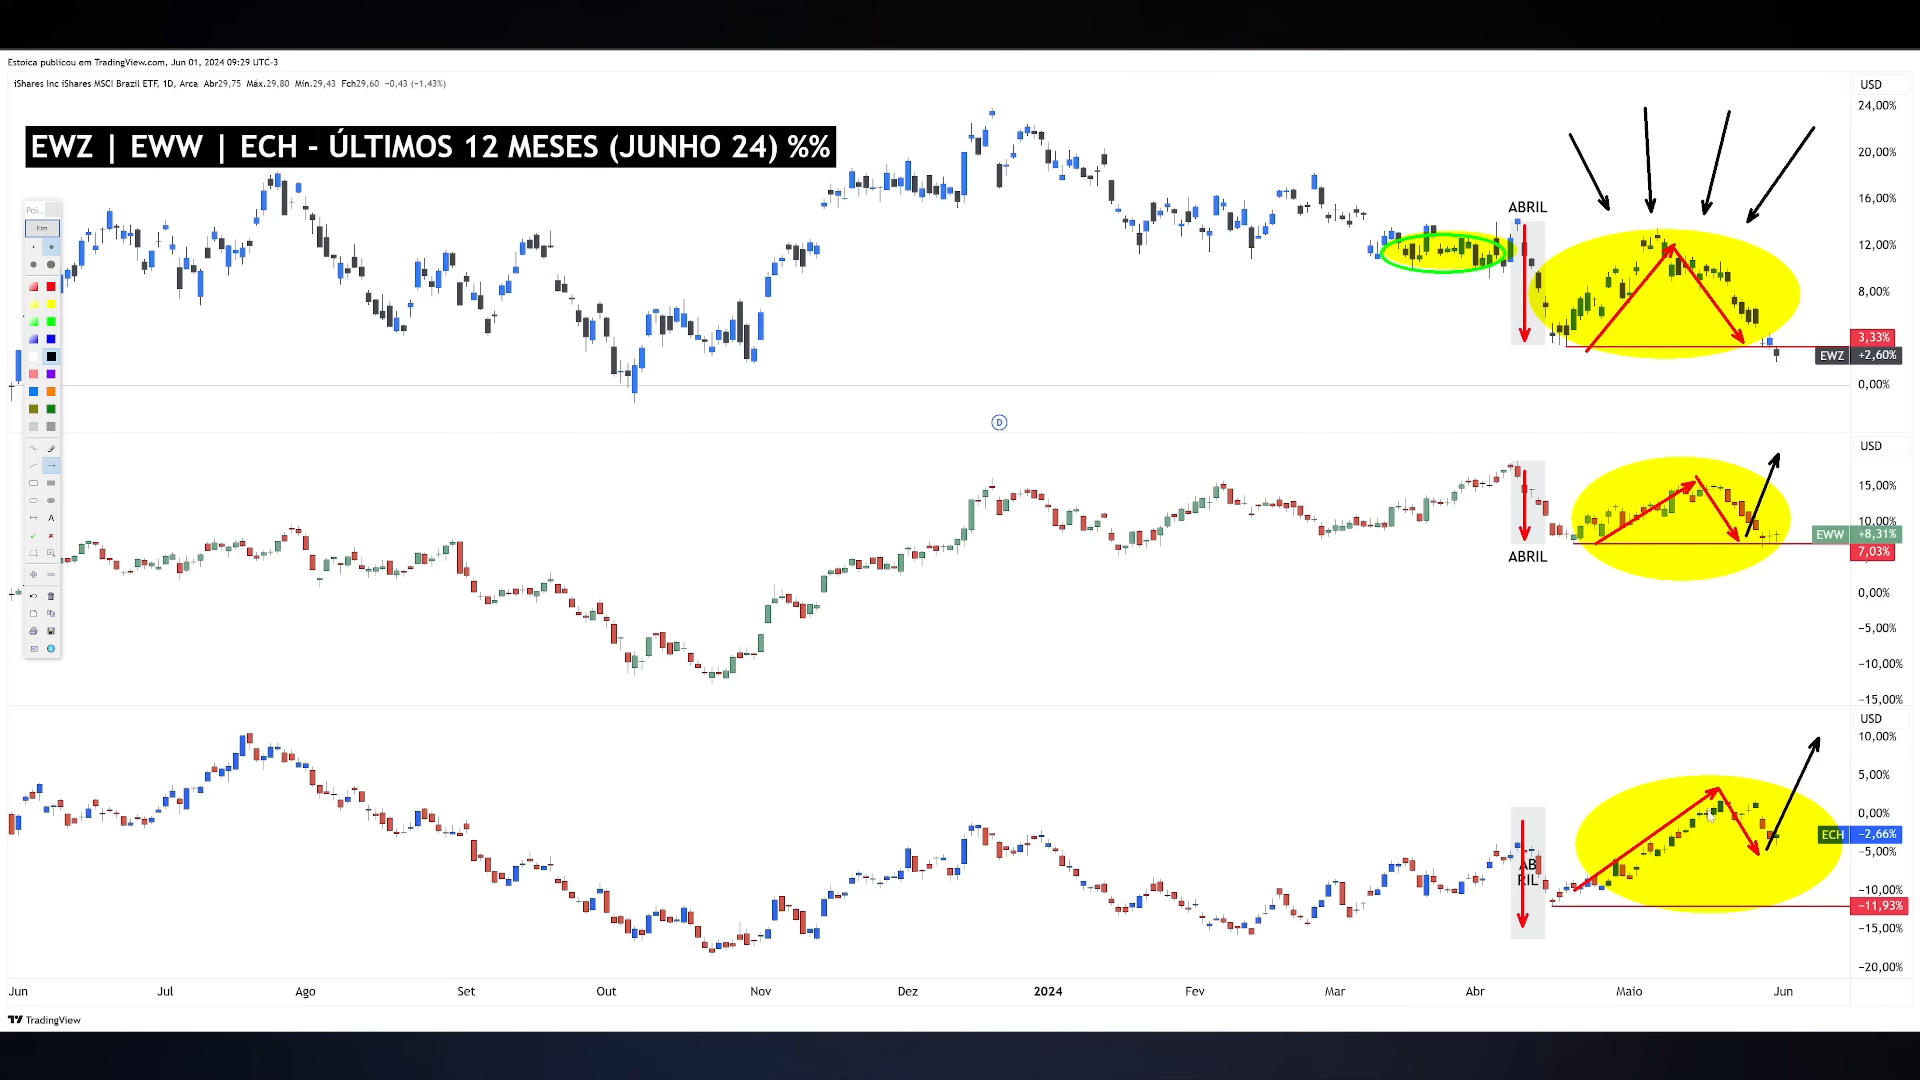 Estoica publicou em TradingView.com, Jun 01, 2024 09:29 UTC-3
iShares Inc iShares MSCI Brazil ETF, 1D, Arca Abr29,75 Máx.29,80 Mín.29,43 Fch29,60 −0,43 (−1,43%)
USD
24,00%
EWZ | EWW | ECH - ÚLTIMOS 12 MESES (JUNHO 24) %%
20,00%
16,00%
ABRIL
Poi...
Fim
12,00%
8,00%
3,33%
EWZ +2,60%
0,00%
D
USD
15,00%
A
10,00%
EWW +8,31%
7,03%
ABRIL
0,00%
−5,00%
−10,00%
−15,00%
USD
10,00%
5,00%
0,00%
ECH −2,66%
−5,00%
AB
RIL
−10,00%
−11,93%
−15,00%
−20,00%
Jun Jul Ago Set Out Nov Dez 2024 Fev Mar Abr Maio Jun
TradingView